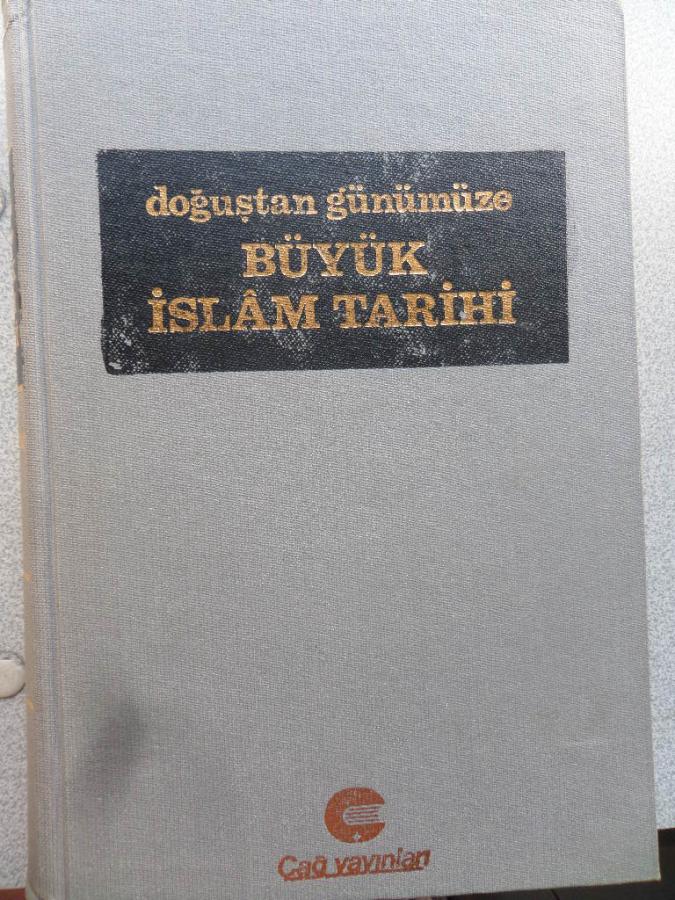 doğuştan günümüze
BÜYÜK
İSLÂM TARİHİ
Çağ yayınları